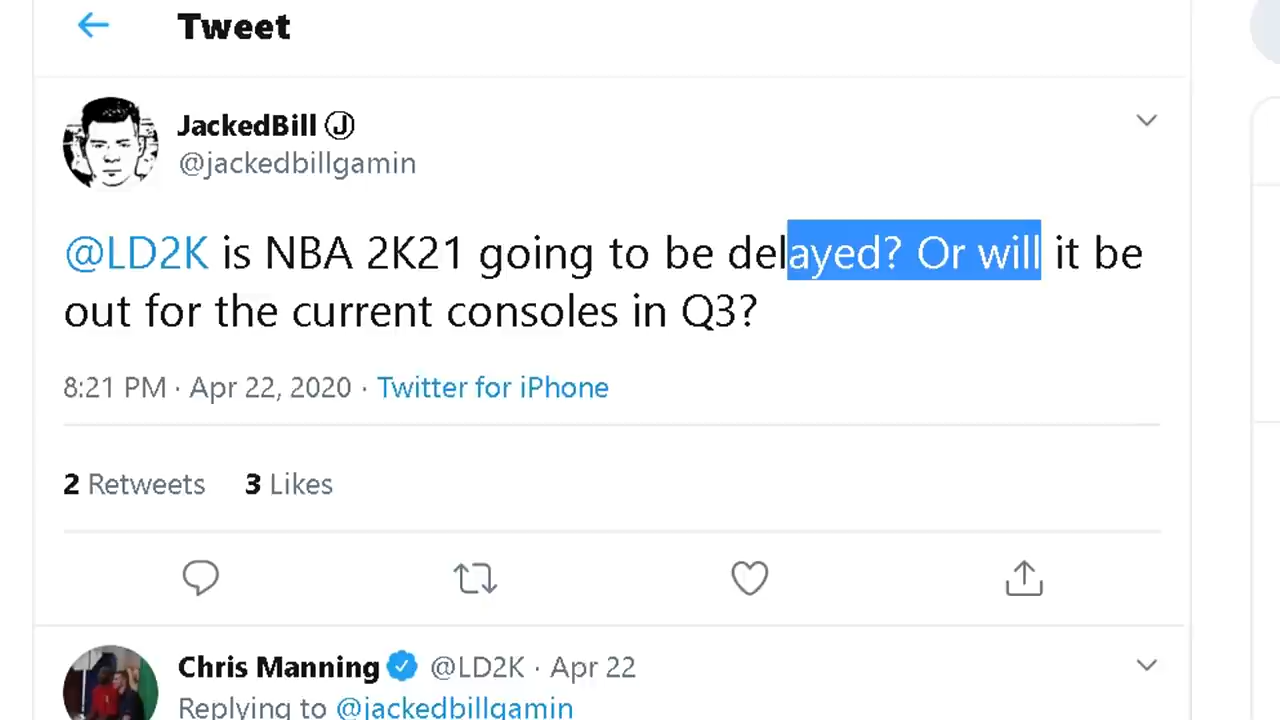 Tweet
JackedBill Ⓙ
@jackedbillgamin
@LD2K is NBA 2K21 going to be delayed? Or will it be
out for the current consoles in Q3?
8:21 PM · Apr 22, 2020 · Twitter for iPhone
2 Retweets 3 Likes
Chris Manning @LD2K · Apr 22
Replying to @jackedbillgamin